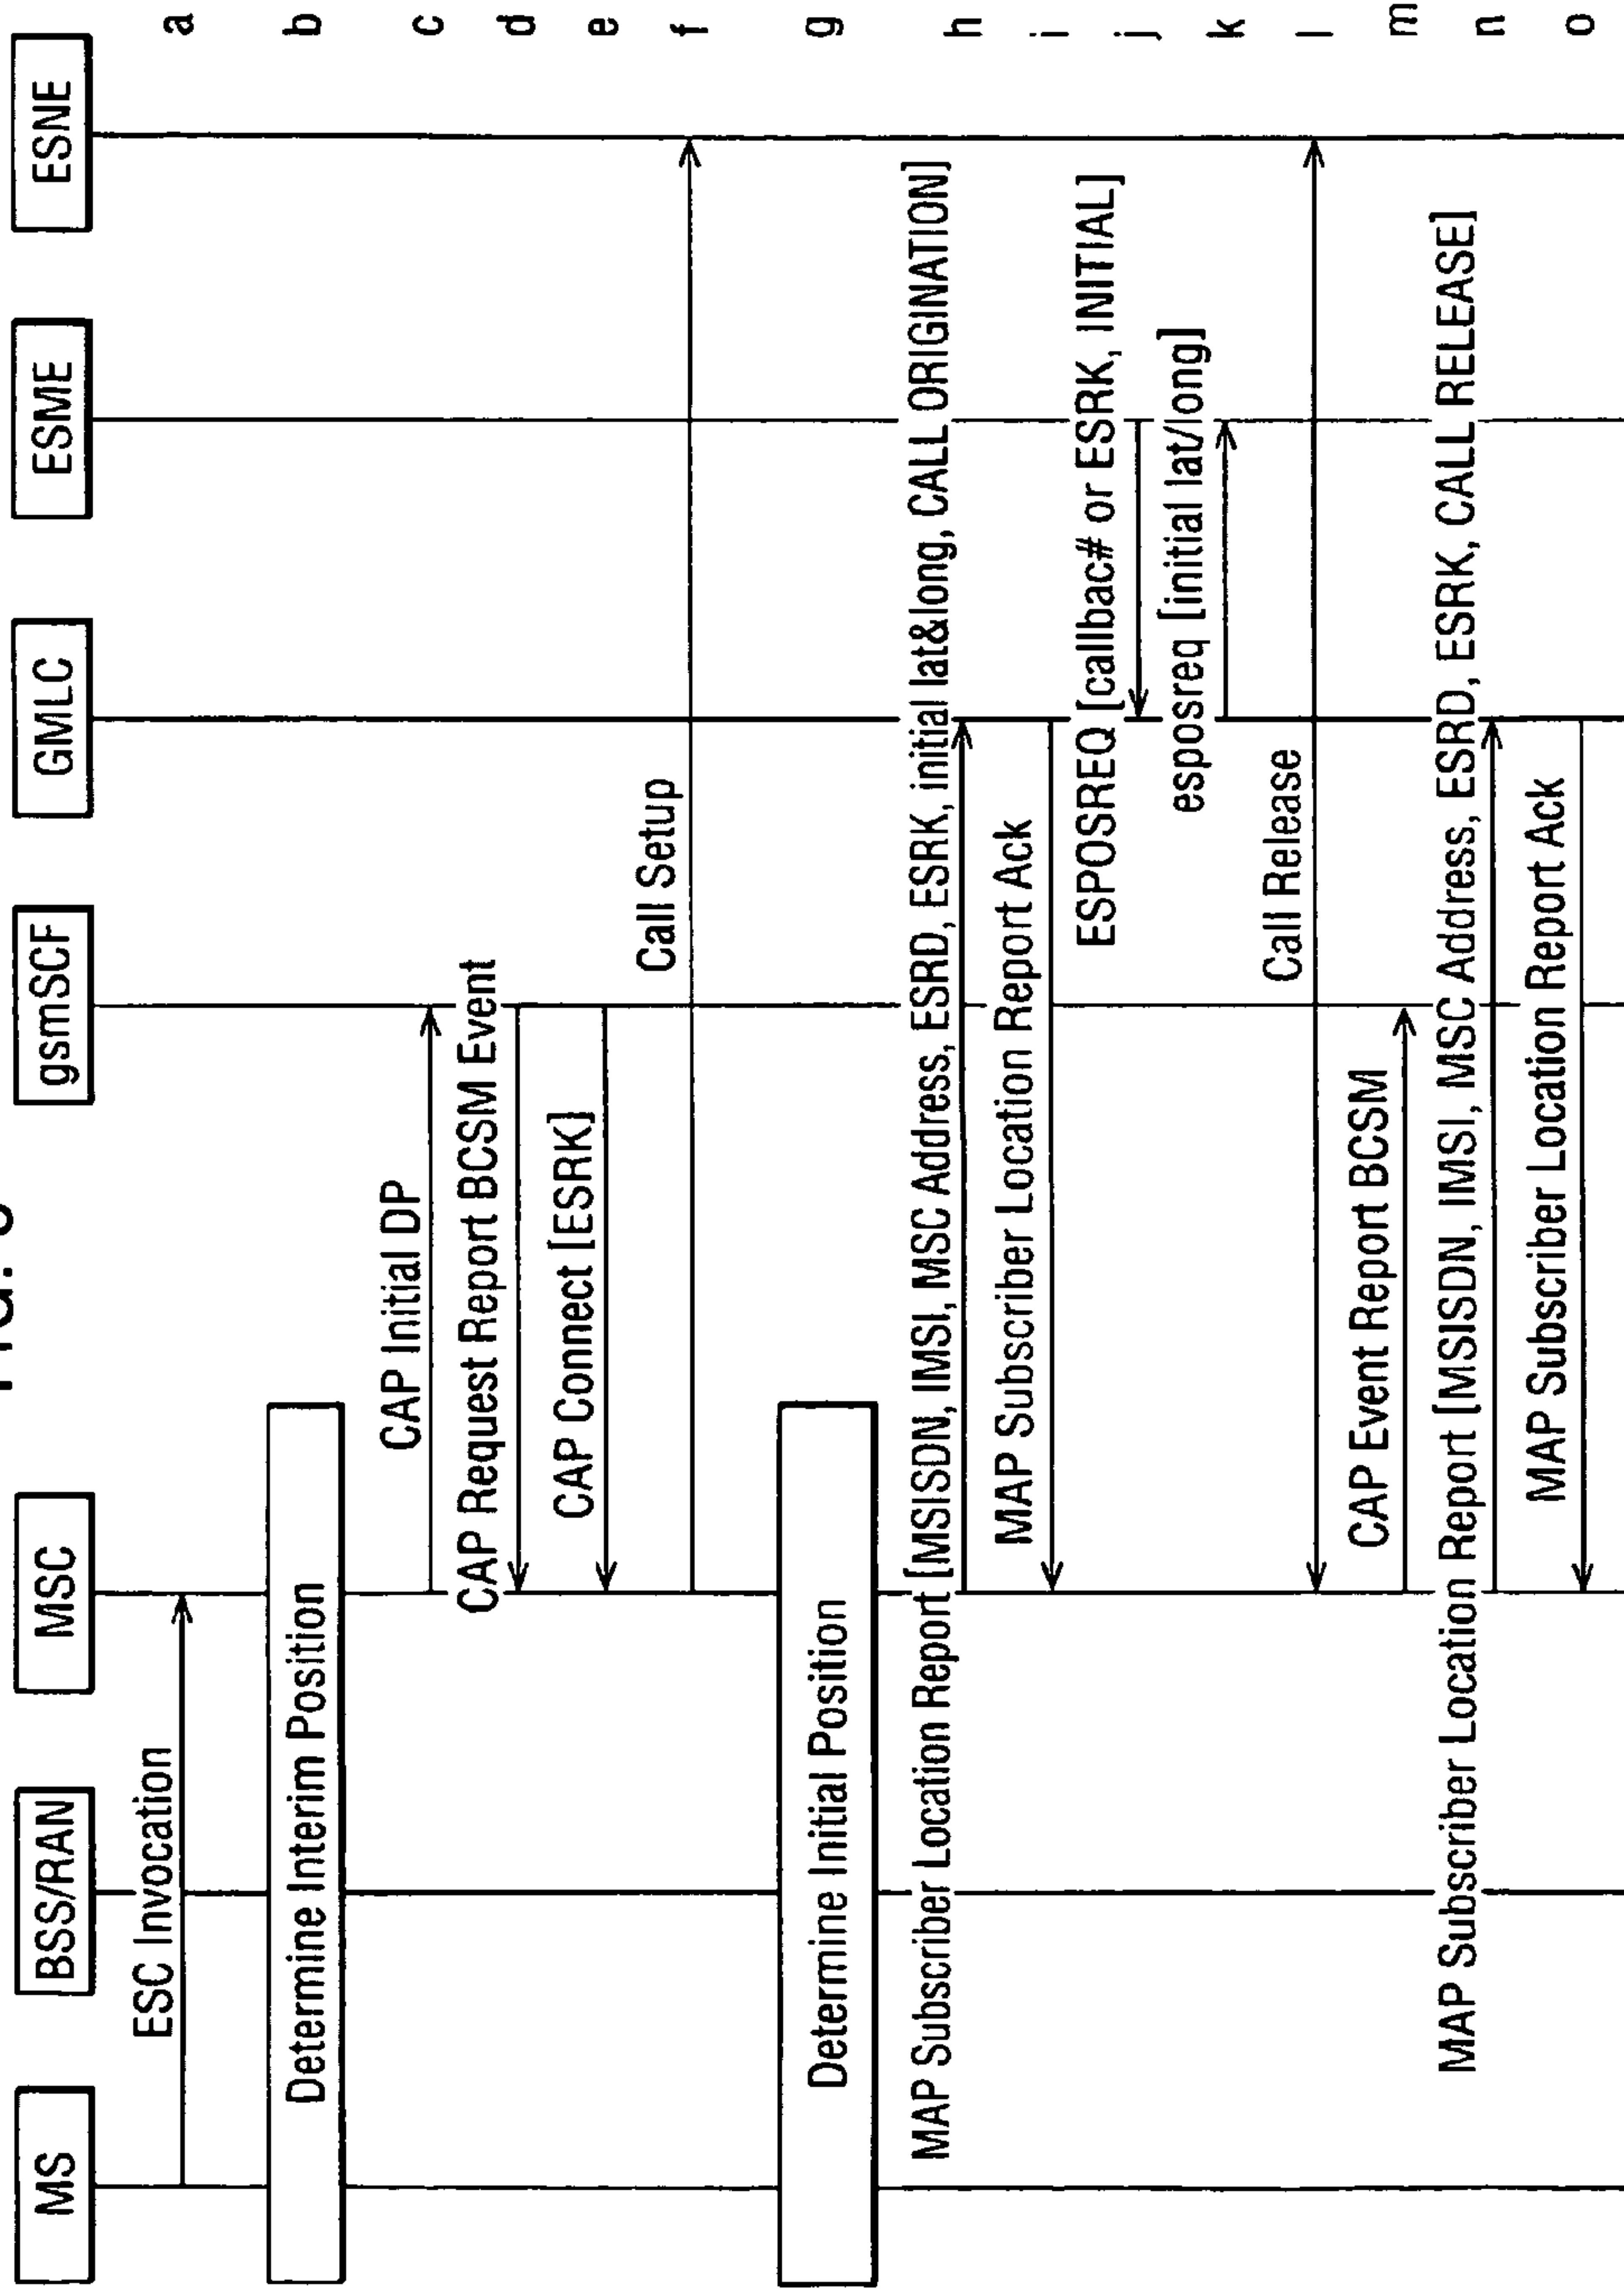 MS
BSS/RAN
MSC
gsmSCF
GMLC
ESME
ESNE
ESC Invocation
a
Determine Interim Position
b
CAP Initial DP
c
CAP Request Report BCSM Event
d
CAP Connect [ESRK]
e
Call Setup
f
Determine Initial Position
g
MAP Subscriber Location Report [MSISDN, IMSI, MSC Address, ESRD, ESRK, initial lat&long, CALL ORIGINATION]
h
MAP Subscriber Location Report Ack
i
ESPOSREQ [callbac# or ESRK, INITIAL]
j
esposreq [initial lat/long]
k
Call Release
l
CAP Event Report BCSM
m
MAP Subscriber Location Report [MSISDN, IMSI, MSC Address, ESRD, ESRK, CALL RELEASE]
n
MAP Subscriber Location Report Ack
o